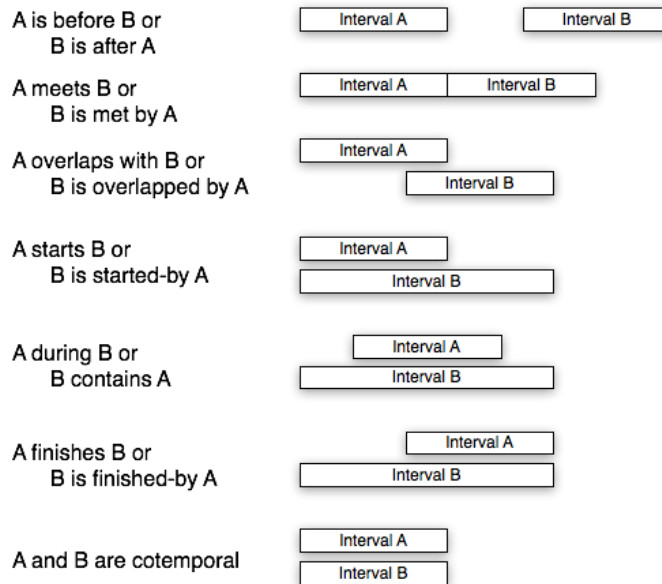 A is before B or
B is after A
Interval A
Interval B
A meets B or
B is met by A
Interval A
Interval B
A overlaps with B or
B is overlapped by A
Interval A
Interval B
A starts B or
B is started-by A
Interval A
Interval B
A during B or
B contains A
Interval A
Interval B
A finishes B or
B is finished-by A
Interval A
Interval B
A and B are cotemporal
Interval A
Interval B